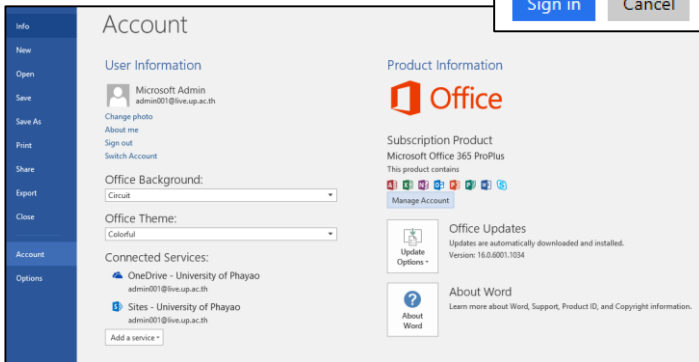 Sign in Cancel
Info
New
Open
Save
Save As
Print
Share
Export
Close
Account
Options
Account
User Information
Microsoft Admin
admin001@live.up.ac.th
Change photo
About me
Sign out
Switch Account
Office Background:
Circuit
Office Theme:
Colorful
Connected Services:
OneDrive - University of Phayao
admin001@live.up.ac.th
Sites - University of Phayao
admin001@live.up.ac.th
Add a service
Product Information
Office
Subscription Product
Microsoft Office 365 ProPlus
This product contains
Manage Account
Update
Options
Office Updates
Updates are automatically downloaded and installed.
Version: 16.0.6001.1034
About
Word
About Word
Learn more about Word, Support, Product ID, and Copyright information.